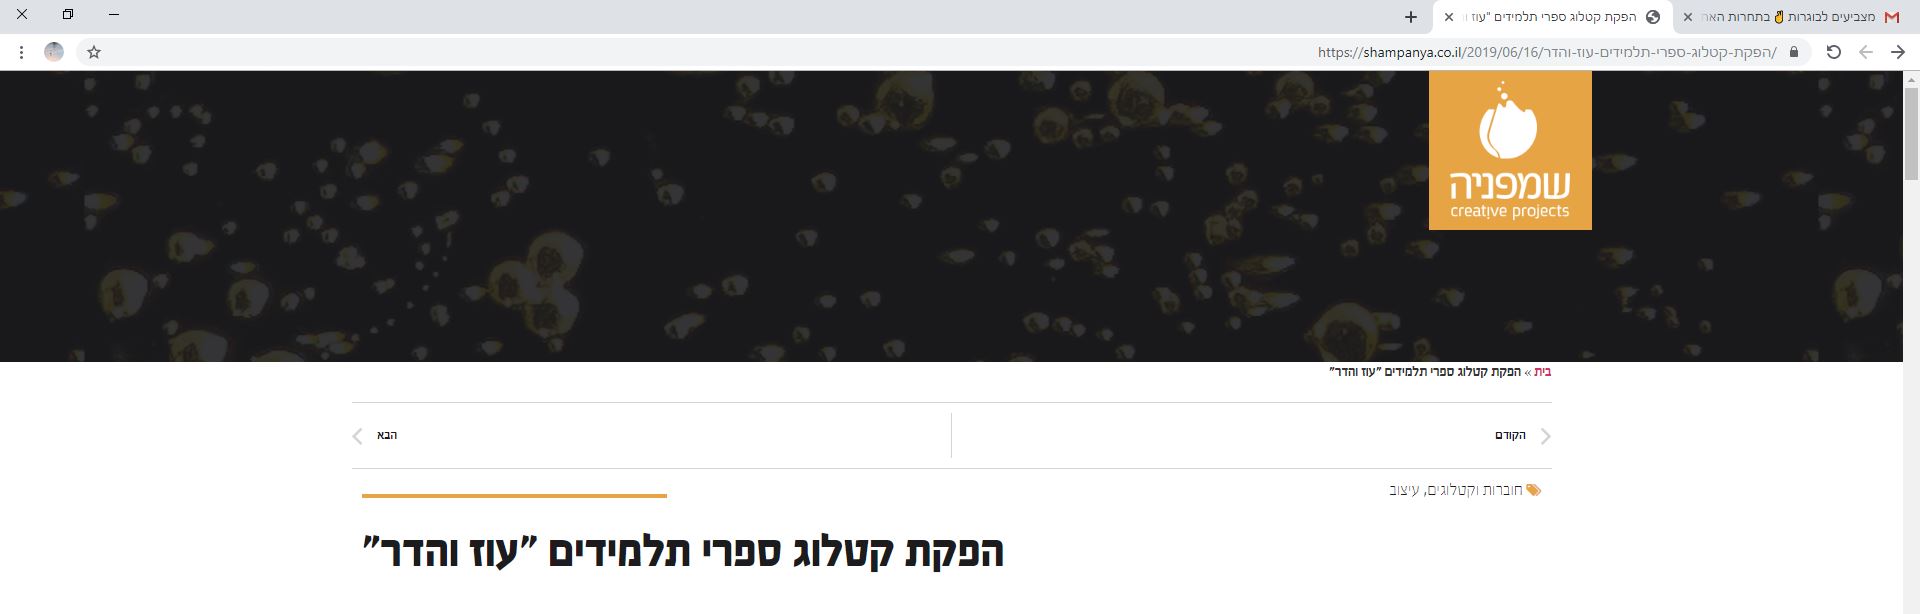 מצביעים לבוגרות✌בתחרות האה
הפקת קטלוג ספרי תלמידים "עוז וה
https://shampanya.co.il/2019/06/16/הפקת-קטלוג-ספרי-תלמידים-עוז-והדר/
שמפניה
creative projects
בית » הפקת קטלוג ספרי תלמידים "עוז והדר"
הקודם
הבא
חוברות וקטלוגים, עיצוב
הפקת קטלוג ספרי תלמידים "עוז והדר"